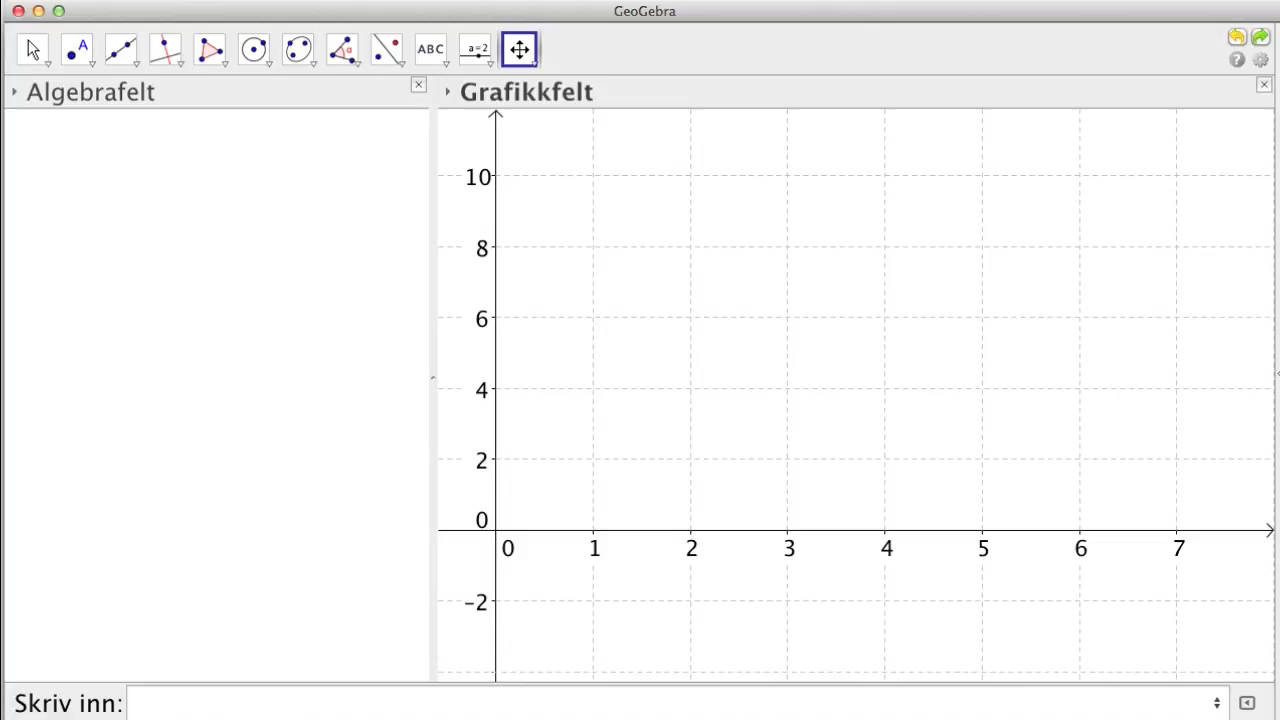 GeoGebra
A
α
ABC
a=2
?
Algebrafelt
Grafikkfelt
10
8
6
4
2
0
0 1 2 3 4 5 6 7
-2
Skriv inn: